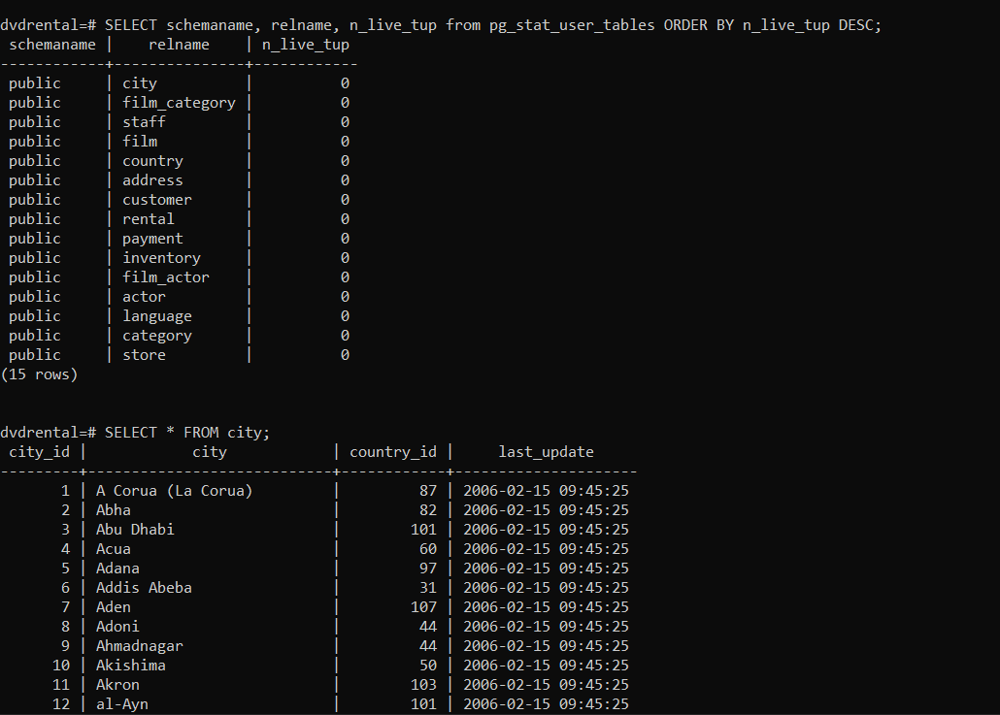 dvdrental=# SELECT schemaname, relname, n_live_tup from pg_stat_user_tables ORDER BY n_live_tup DESC;
 schemaname |    relname    | n_live_tup
------------+---------------+------------
 public     | city          |          0
 public     | film_category |          0
 public     | staff         |          0
 public     | film          |          0
 public     | country       |          0
 public     | address       |          0
 public     | customer      |          0
 public     | rental        |          0
 public     | payment       |          0
 public     | inventory     |          0
 public     | film_actor    |          0
 public     | actor         |          0
 public     | language      |          0
 public     | category      |          0
 public     | store         |          0
(15 rows)
dvdrental=# SELECT * FROM city;
 city_id |            city            | country_id |     last_update
---------+----------------------------+------------+---------------------
       1 | A Corua (La Corua)         |         87 | 2006-02-15 09:45:25
       2 | Abha                       |         82 | 2006-02-15 09:45:25
       3 | Abu Dhabi                  |        101 | 2006-02-15 09:45:25
       4 | Acua                       |         60 | 2006-02-15 09:45:25
       5 | Adana                      |         97 | 2006-02-15 09:45:25
       6 | Addis Abeba                |         31 | 2006-02-15 09:45:25
       7 | Aden                       |        107 | 2006-02-15 09:45:25
       8 | Adoni                      |         44 | 2006-02-15 09:45:25
       9 | Ahmadnagar                 |         44 | 2006-02-15 09:45:25
      10 | Akishima                   |         50 | 2006-02-15 09:45:25
      11 | Akron                      |        103 | 2006-02-15 09:45:25
      12 | al-Ayn                     |        101 | 2006-02-15 09:45:25